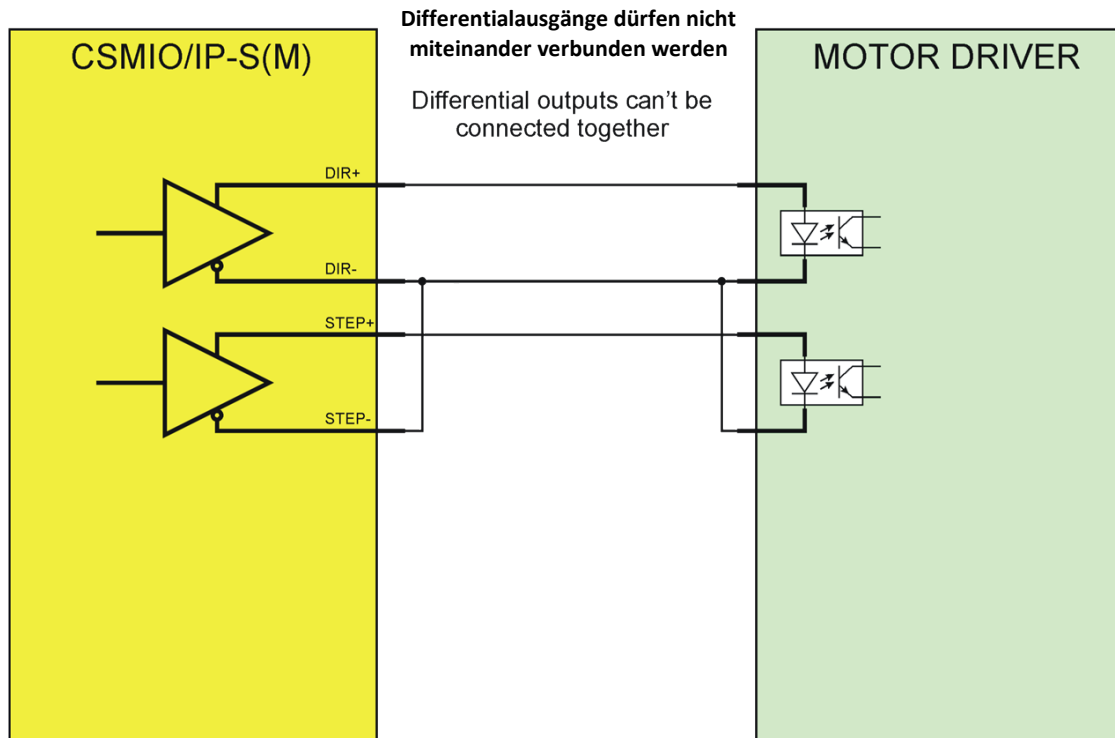 Differentialausgänge dürfen nicht
miteinander verbunden werden
CSMIO/IP-S(M)
MOTOR DRIVER
Differential outputs can't be
connected together
DIR+
DIR-
STEP+
STEP-